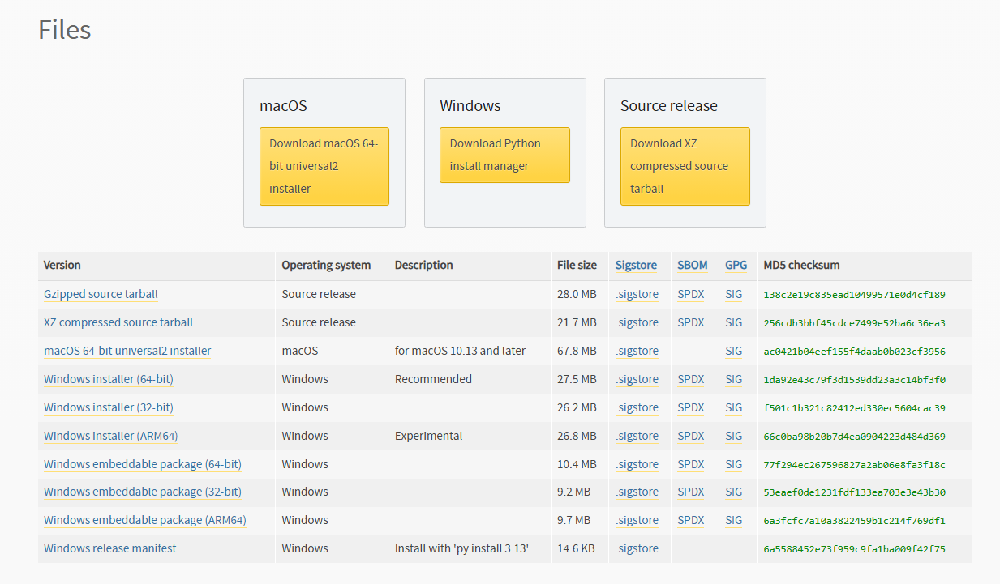 Files
macOS
Download macOS 64-
bit universal2
installer
Windows
Download Python
install manager
Source release
Download XZ
compressed source
tarball
Version Operating system Description File size Sigstore SBOM GPG MD5 checksum
Gzipped source tarball Source release 28.0 MB .sigstore SPDX SIG 138c2e19c835ead10499571e0d4cf189
XZ compressed source tarball Source release 21.7 MB .sigstore SPDX SIG 256cdb3bbf45cdce7499e52ba6c36ea3
macOS 64-bit universal2 installer macOS for macOS 10.13 and later 67.8 MB .sigstore SIG ac0421b04eef155f4daab0b023cf3956
Windows installer (64-bit) Windows Recommended 27.5 MB .sigstore SPDX SIG 1da92e43c79f3d1539dd23a3c14bf3f0
Windows installer (32-bit) Windows 26.2 MB .sigstore SPDX SIG f501c1b321c82412ed330ec5604cac39
Windows installer (ARM64) Windows Experimental 26.8 MB .sigstore SPDX SIG 66c0ba98b20b7d4ea0904223d484d369
Windows embeddable package (64-bit) Windows 10.4 MB .sigstore SPDX SIG 77f294ec267596827a2ab06e8fa3f18c
Windows embeddable package (32-bit) Windows 9.2 MB .sigstore SPDX SIG 53eaef0de1231fdf133ea703e3e43b30
Windows embeddable package (ARM64) Windows 9.7 MB .sigstore SPDX SIG 6a3fcfc7a10a3822459b1c214f769df1
Windows release manifest Windows Install with 'py install 3.13' 14.6 KB .sigstore 6a5588452e73f959c9fa1ba009f42f75